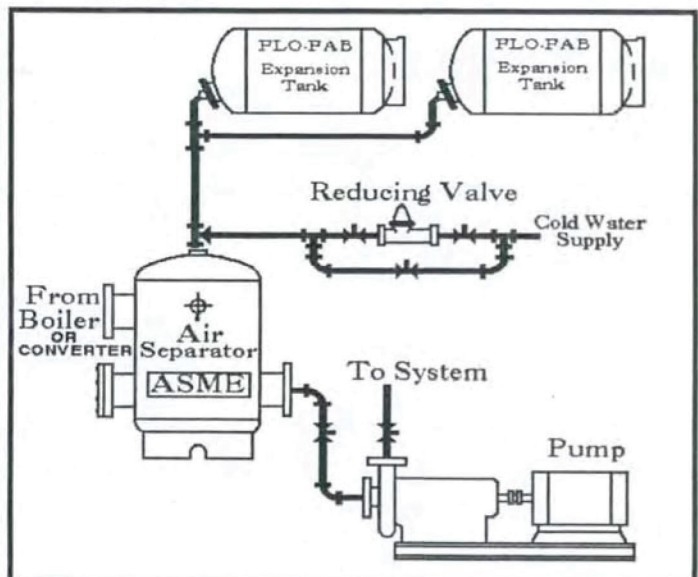 FLO-FAB
Expansion
Tank
FLO-FAB
Expansion
Tank
Reducing Valve
Cold Water
Supply
From
Boiler
OR
CONVERTER
Air
Separator
ASME
To System
Pump